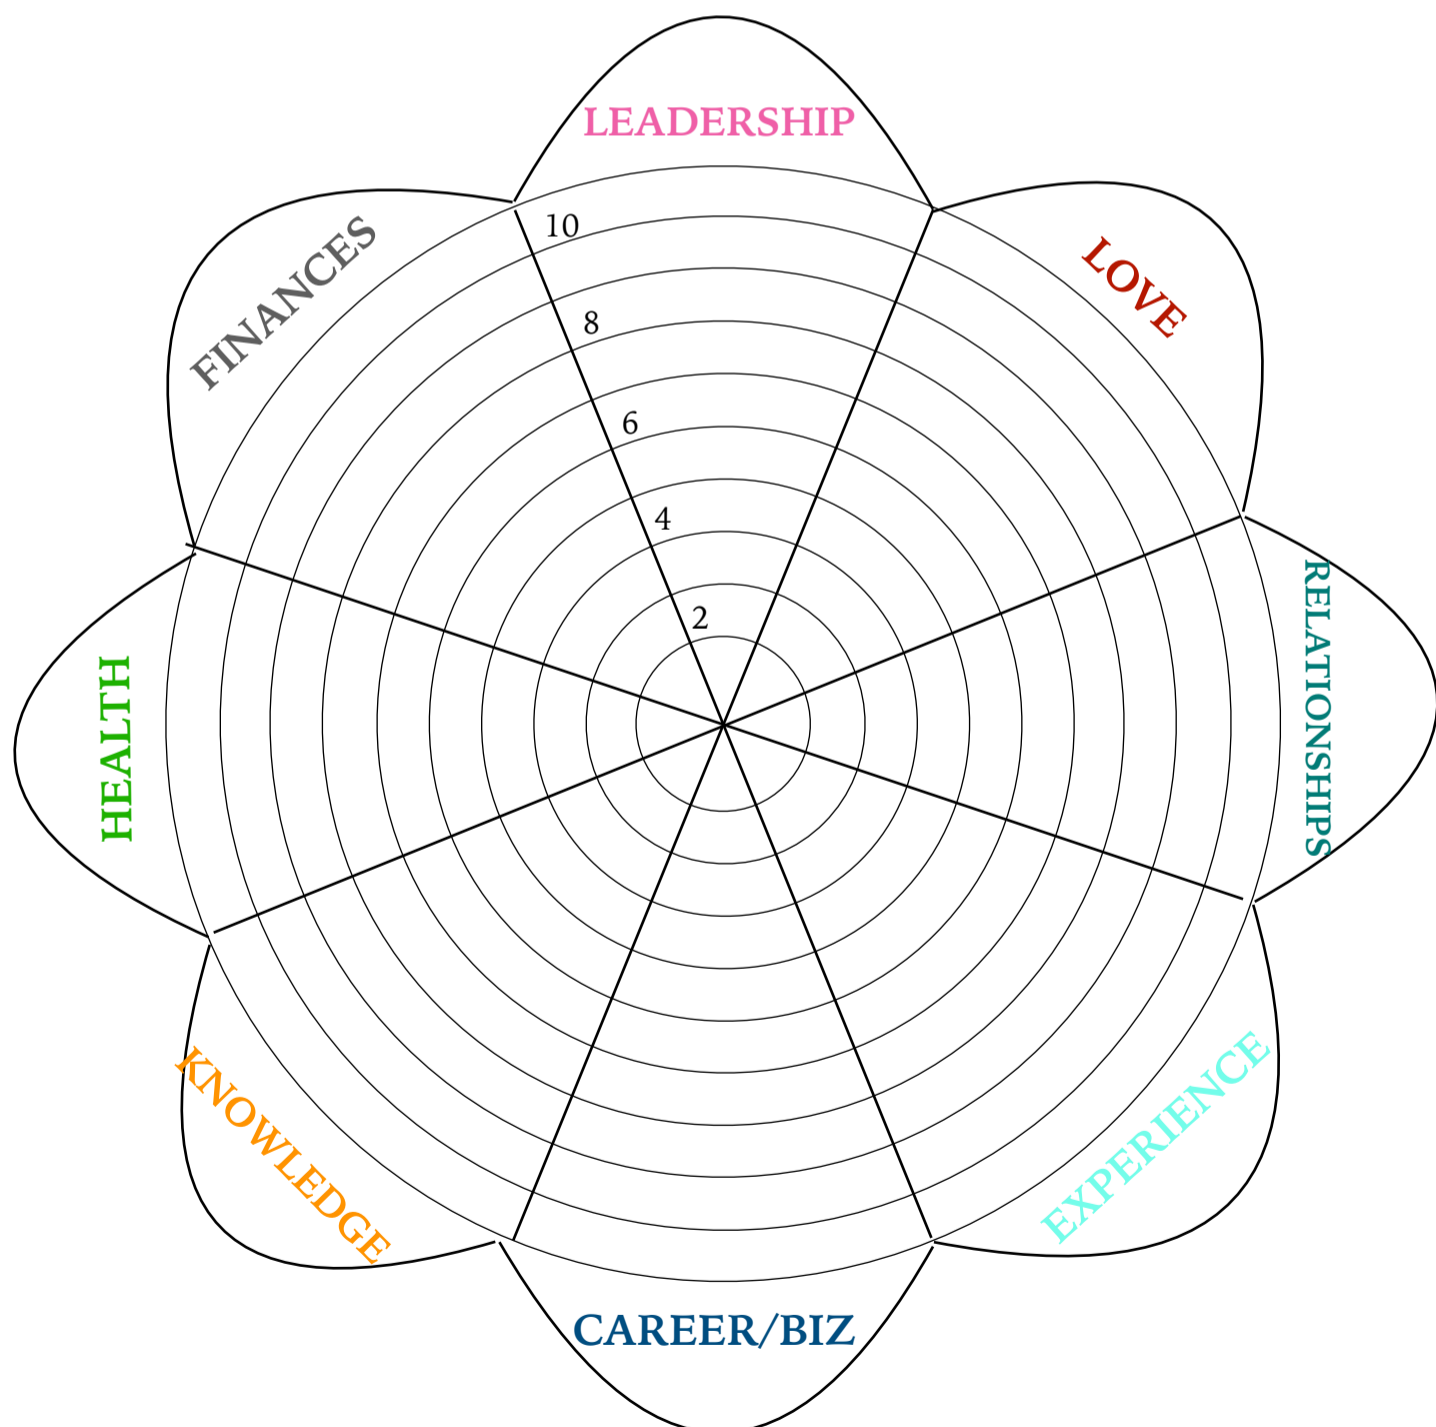 LEADERSHIP
LOVE
FINANCES
10
8
6
4
2
RELATIONSHIPS
HEALTH
EXPERIENCE
KNOWLEDGE
CAREER/BIZ